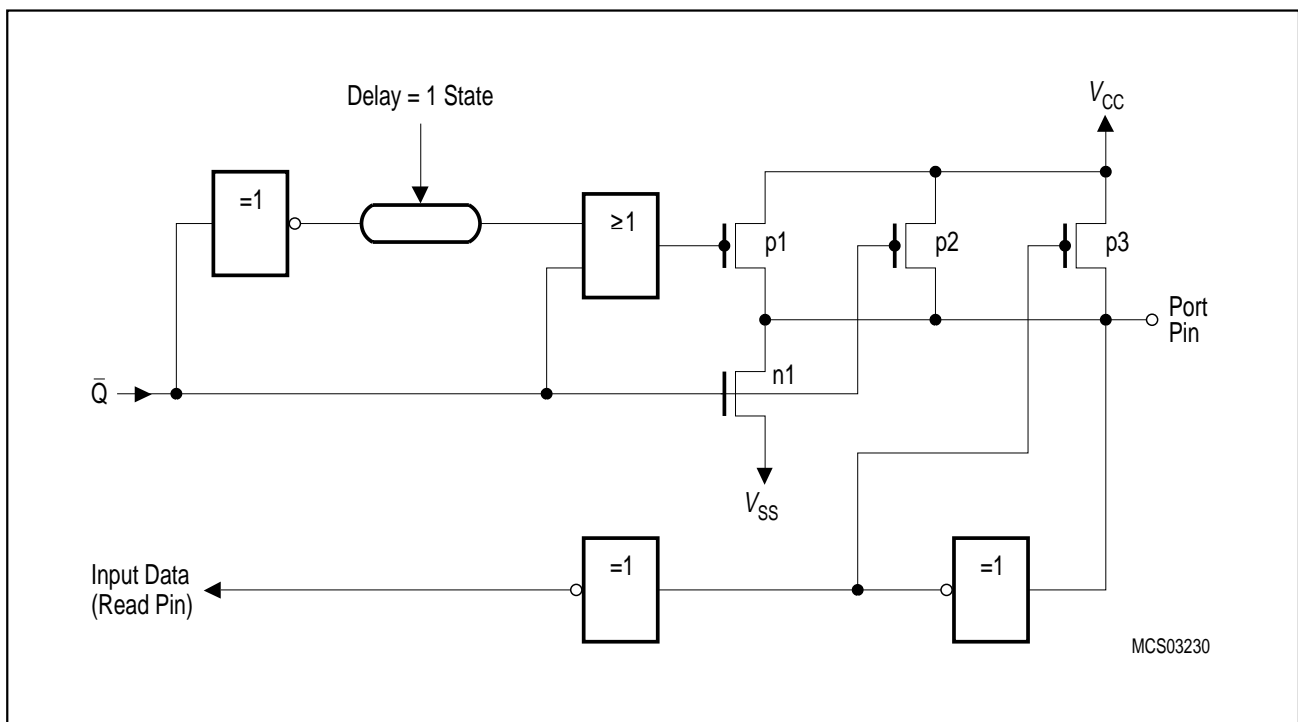 Delay = 1 State
V_CC
=1
≥1
p1
p2
p3
Port
Pin
n1
Q̄
V_SS
=1
=1
Input Data
(Read Pin)
MCS03230